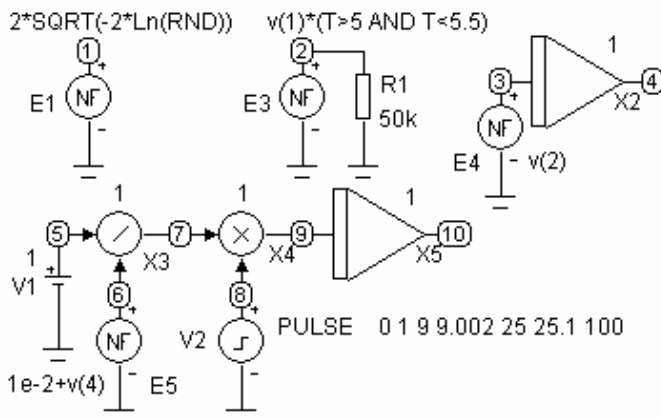 2*SQRT(-2*Ln(RND)) v(1)*(T>5 AND T<5.5)
1 2 1
+ + 3 4
E1 NF E3 NF R1 + X2
- - 50k NF
E4 - v(2)
1 1 1
5 7 9 10
1 + / X3 × X4 X5
V1 6 8
+ + PULSE 0 1 9 9.002 25 25.1 100
NF V2
1e-2+v(4) - E5 -